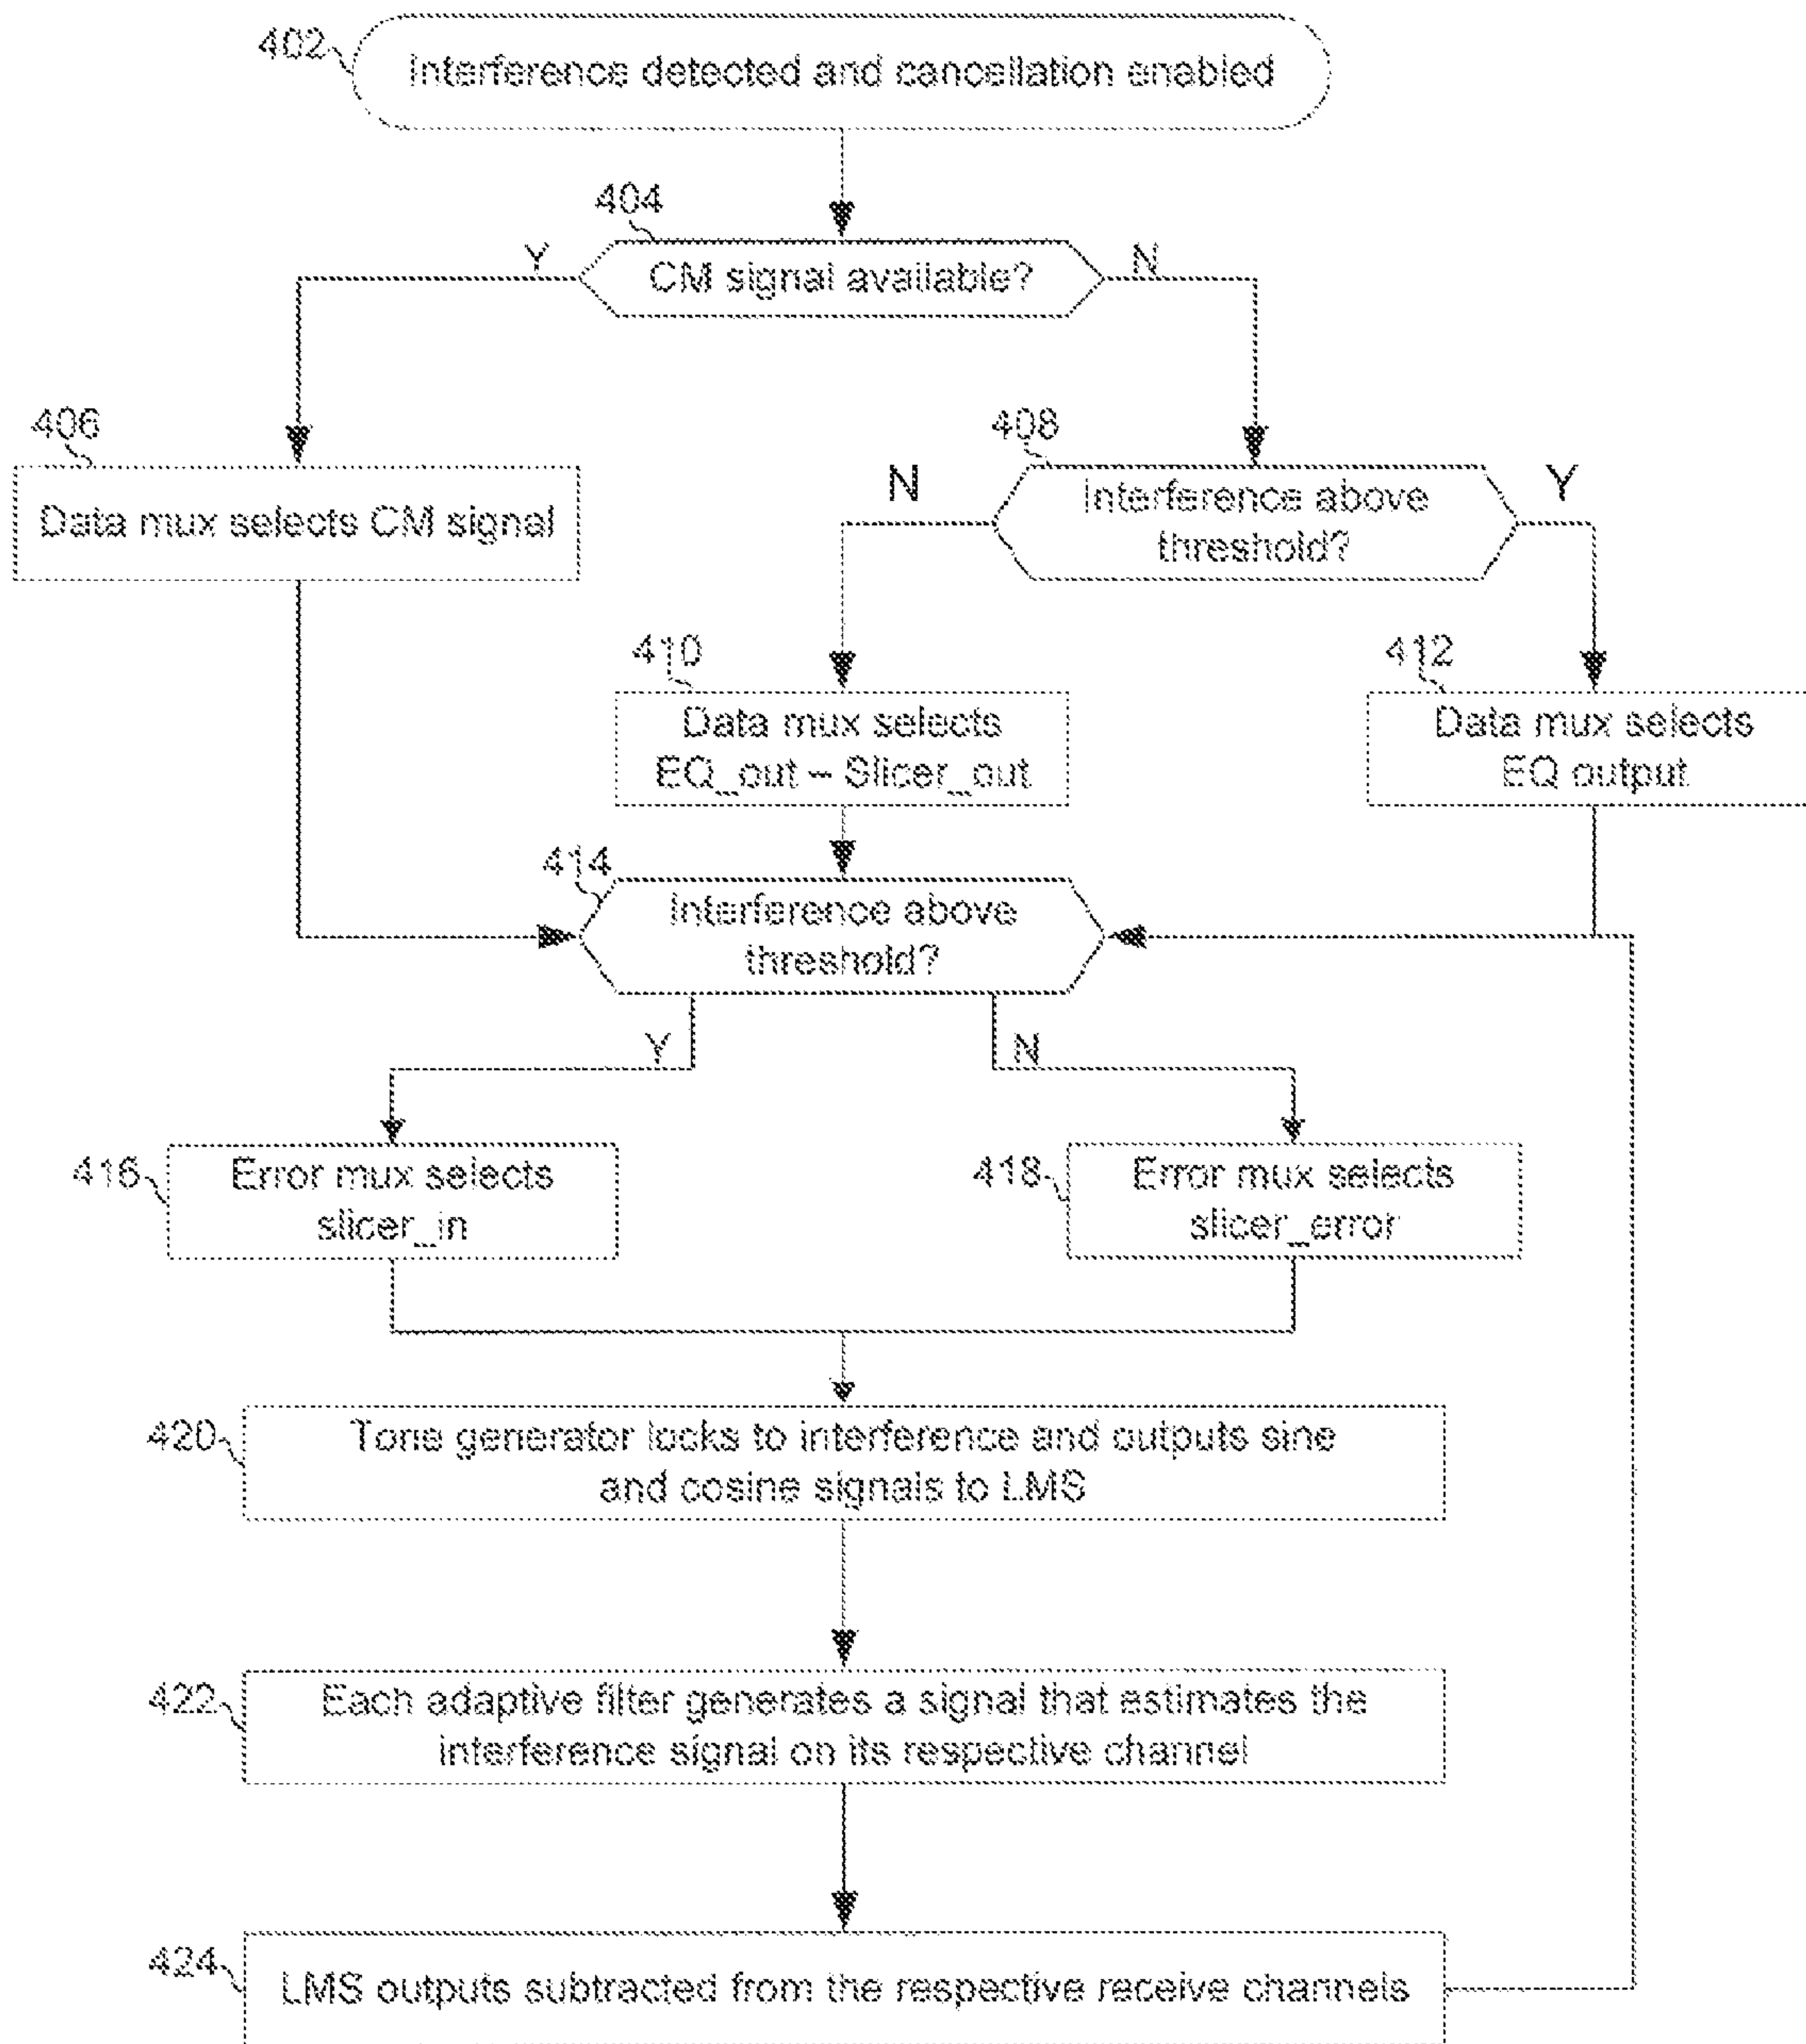 402
Interference detected and cancellation enabled
404
Y
CM signal available?
N
406
Data mux selects CM signal
408
N
Interference above
threshold?
Y
410
Data mux selects
EQ_out – Slicer_out
412
Data mux selects
EQ output
414
Interference above
threshold?
Y
N
416
Error mux selects
slicer_in
418
Error mux selects
slicer_error
420
Tone generator locks to interference and outputs sine
and cosine signals to LMS
422
Each adaptive filter generates a signal that estimates the
interference signal on its respective channel
424
LMS outputs subtracted from the respective receive channels